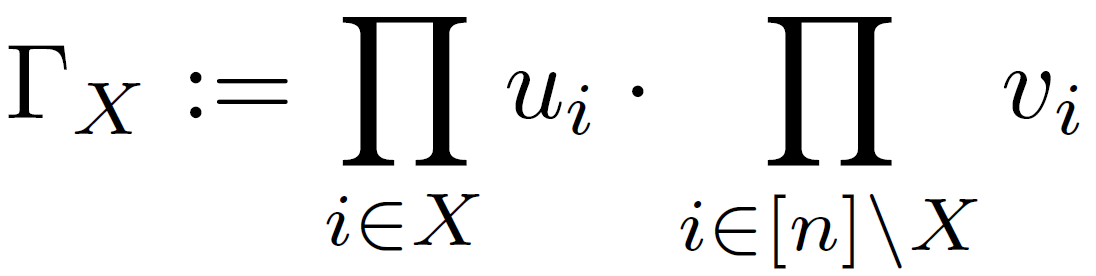 Γ_X := ∏_{i∈X} u_i · ∏_{i∈[n]\X} v_i